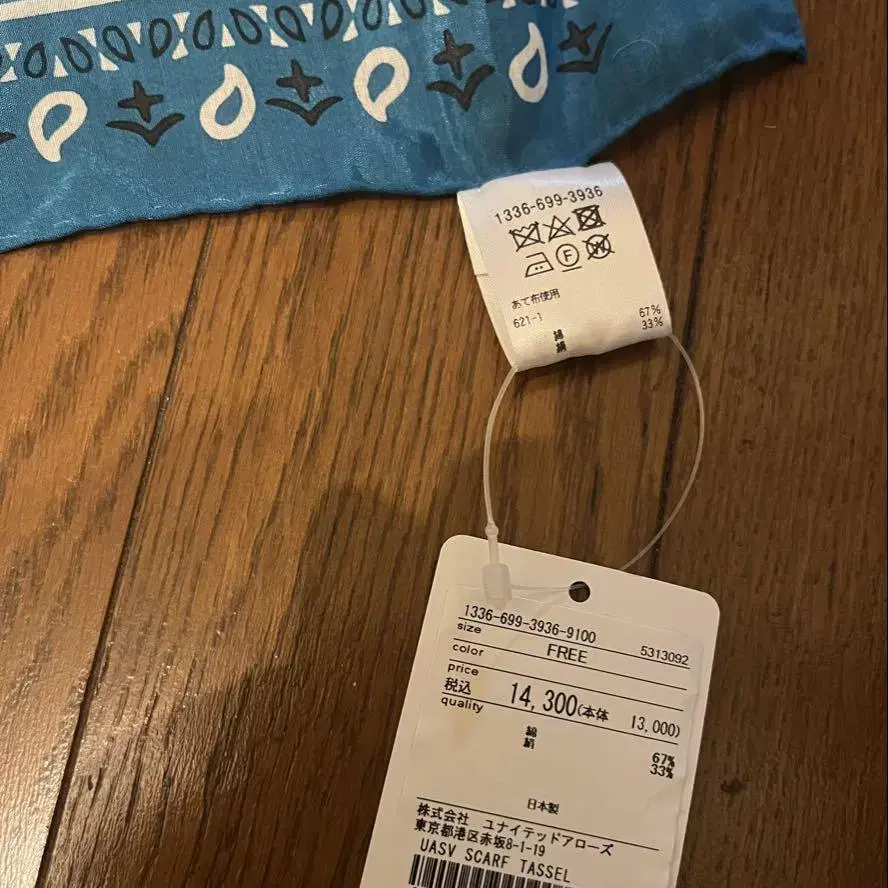 1336-699-3936
F
W
あて布使用
621-1
綿 67%
絹 33%
1336-699-3936-9100
size FREE 5313092
color
price
税込 14,300(本体 13,000)
quality
綿 67%
絹 33%
日本製
株式会社 ユナイテッドアローズ
東京都港区赤坂8-1-19
UASV SCARF TASSEL